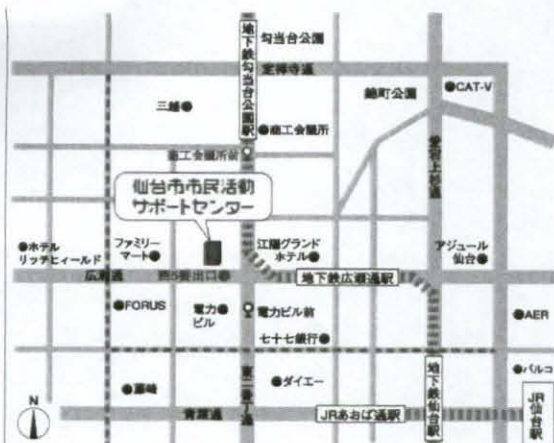 勾当台公園
地下鉄勾当台公園駅
定禅寺通
錦町公園
●CAT-V
三越●
●商工会議所
愛宕上杉通
商工会議所前
仙台市市民活動
サポートセンター
●ホテル
リッチフィールド
ファミリー
マート●
江陽グランド
ホテル●
アジュール
仙台●
広瀬通
西5番出口●
地下鉄広瀬通駅
●FORUS
電力●
ビル
電力ビル前
●AER
七十七銀行●
東二番丁通
地下鉄仙台駅
●パルコ
●藤崎
●ダイエー
JR仙台駅
N
青葉通
JRあおば通駅